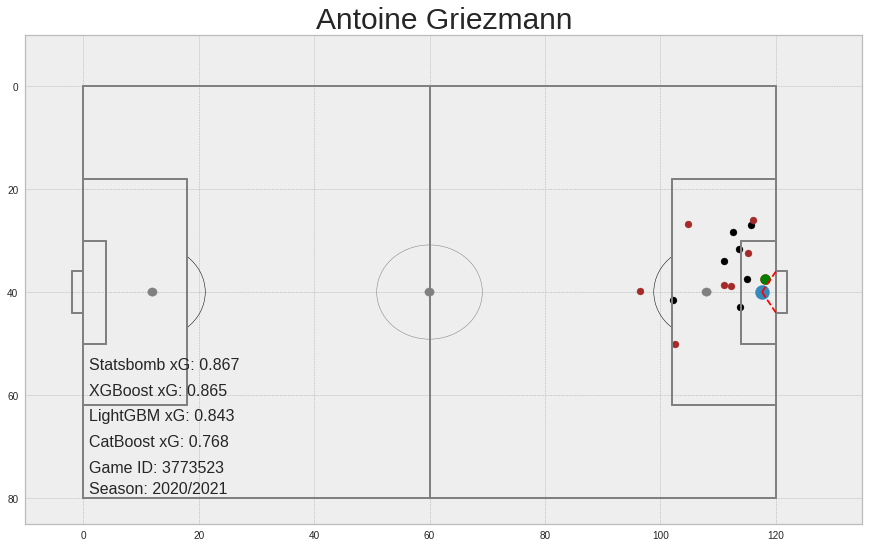 Antoine Griezmann
0
20
40
60
80
Statsbomb xG: 0.867
XGBoost xG: 0.865
LightGBM xG: 0.843
CatBoost xG: 0.768
Game ID: 3773523
Season: 2020/2021
0
20
40
60
80
100
120